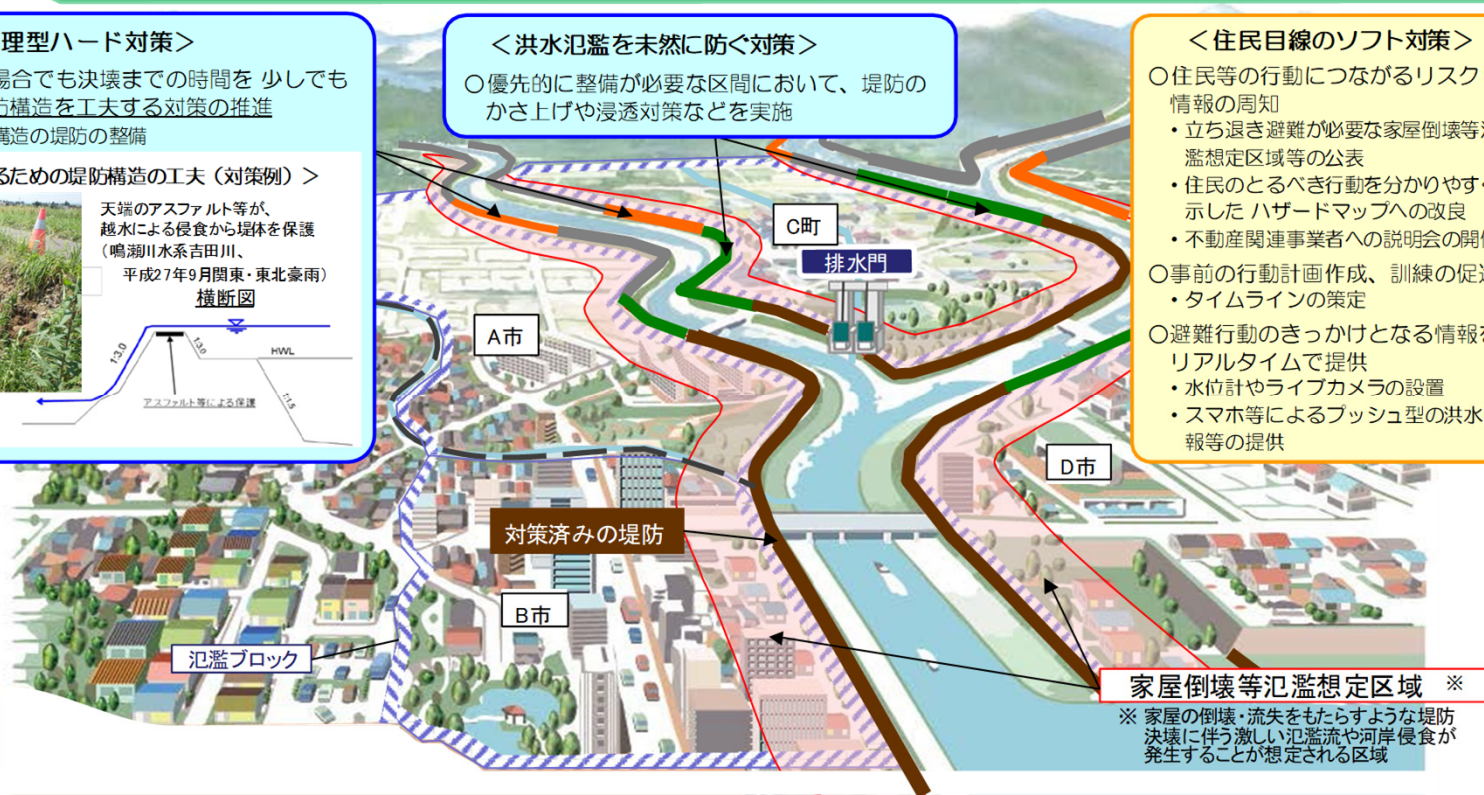 理型ハード対策＞
場合でも決壊までの時間を 少しでも
構造を工夫する対策の推進
構造の堤防の整備
るための堤防構造の工夫（対策例）＞
天端のアスファルト等が、
越水による侵食から堤体を保護
（鳴瀬川水系吉田川、
平成27年9月関東・東北豪雨）
横断図
1:3.0
1:3.0
HWL
1:1.5
アスファルト等による保護
＜洪水氾濫を未然に防ぐ対策＞
○優先的に整備が必要な区間において、堤防の
かさ上げや浸透対策などを実施
＜住民目線のソフト対策＞
○住民等の行動につながるリスク
情報の周知
・立ち退き避難が必要な家屋倒壊等
濫想定区域等の公表
・住民のとるべき行動を分かりやす
示した ハザードマップへの改良
・不動産関連事業者への説明会の開
○事前の行動計画作成、訓練の促
・タイムラインの策定
○避難行動のきっかけとなる情報を
リアルタイムで提供
・水位計やライブカメラの設置
・スマホ等によるプッシュ型の洪水
報等の提供
C町
排水門
A市
D市
対策済みの堤防
B市
氾濫ブロック
家屋倒壊等氾濫想定区域 ※
※ 家屋の倒壊・流失をもたらすような堤防
決壊に伴う激しい氾濫流や河岸侵食が
発生することが想定される区域